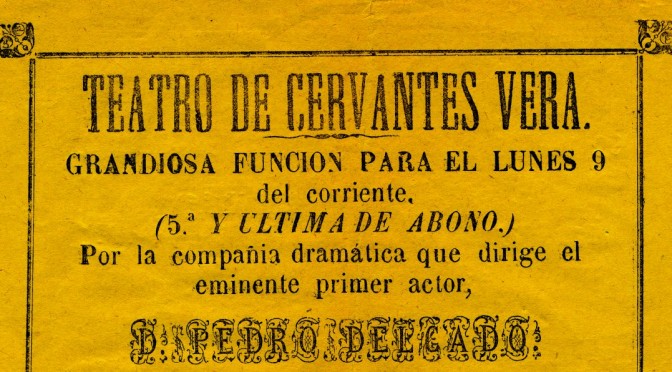 TEATRO DE CERVANTES VERA.
GRANDIOSA FUNCION PARA EL LUNES 9
del corriente.
(5.ª Y ULTIMA DE ABONO.)
Por la compañia dramática que dirige el
eminente primer actor,
D. PEDRO DELGADO.